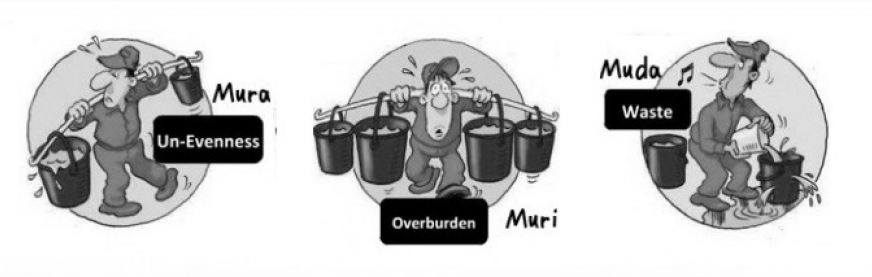 Mura
Un-Evenness
Overburden
Muri
Muda
Waste